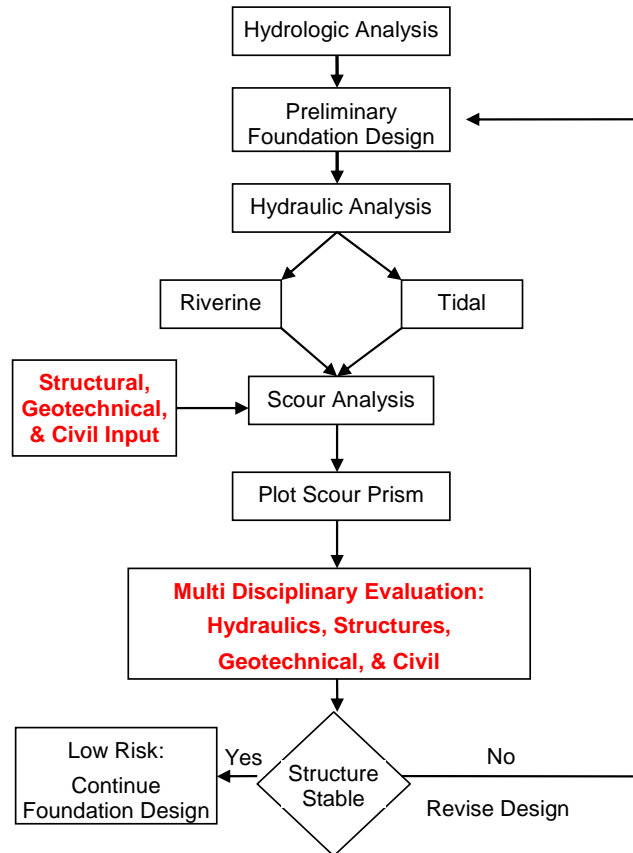 Hydrologic Analysis
Preliminary
Foundation Design
Hydraulic Analysis
Riverine
Tidal
Structural,
Geotechnical,
& Civil Input
Scour Analysis
Plot Scour Prism
Multi Disciplinary Evaluation:
Hydraulics, Structures,
Geotechnical, & Civil
Low Risk:
Continue
Foundation Design
Yes
Structure
Stable
No
Revise Design